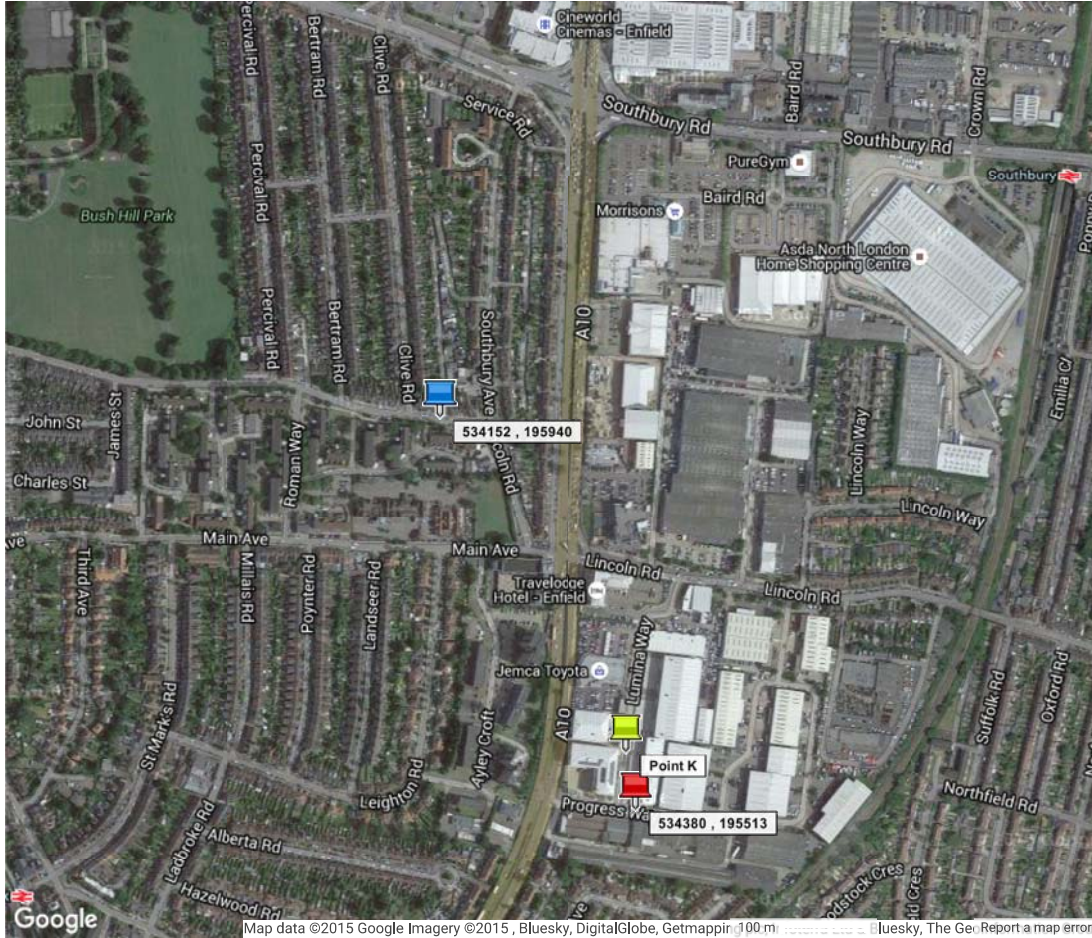 Cineworld
Cinemas - Enfield
Percival Rd
Bertram Rd
Clive Rd
Service Rd
Southbury Rd
Baird Rd
Crown Rd
Southbury Rd
PureGym
Southbury
Percival Rd
Baird Rd
Morrisons
Bush Hill Park
Asda North London
Home Shopping Centre
Percival Rd
Bertram Rd
Clive Rd
Southbury Ave
A10
Emilia Cl
John St
James St
534152 , 195940
Roman Way
Lincoln Way
Charles St
Lincoln Way
Main Ave
Main Ave
Lincoln Rd
Third Ave
Millais Rd
Poynter Rd
Landseer Rd
Travelodge
Hotel - Enfield
Lincoln Rd
Lumina Way
Jemca Toyota
Suffolk Rd
Oxford Rd
St Mark's Rd
A10
Ayley Croft
Point K
Leighton Rd
Progress
534380 , 195513
Northfield Rd
Ladbroke Rd
Alberta Rd
Hazelwood Rd
Google
Map data ©2015 Google Imagery ©2015 , Bluesky, DigitalGlobe, Getmapping
100 m
Bluesky, The
Report a map error